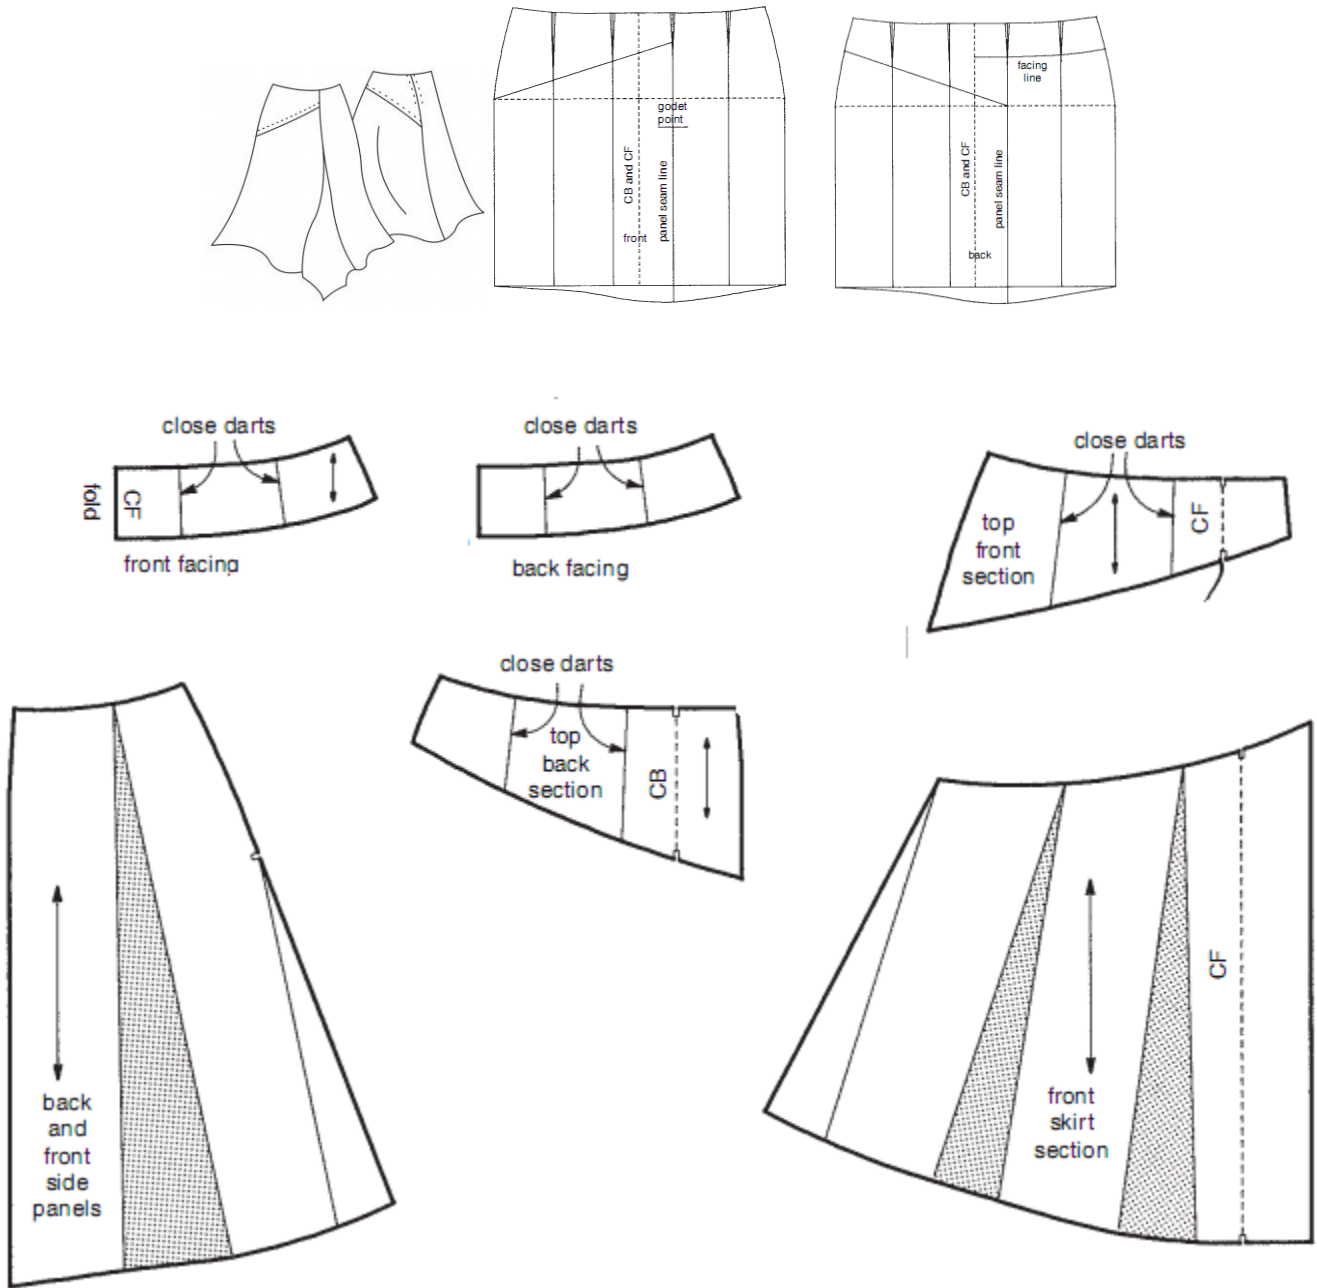 godet
point
CB and CF
panel seam line
front
facing
line
CB and CF
panel seam line
back
close darts
fold
CF
front facing
close darts
back facing
close darts
top
front
section
CF
close darts
top
back
section
CB
back
and
front
side
panels
front
skirt
section
CF